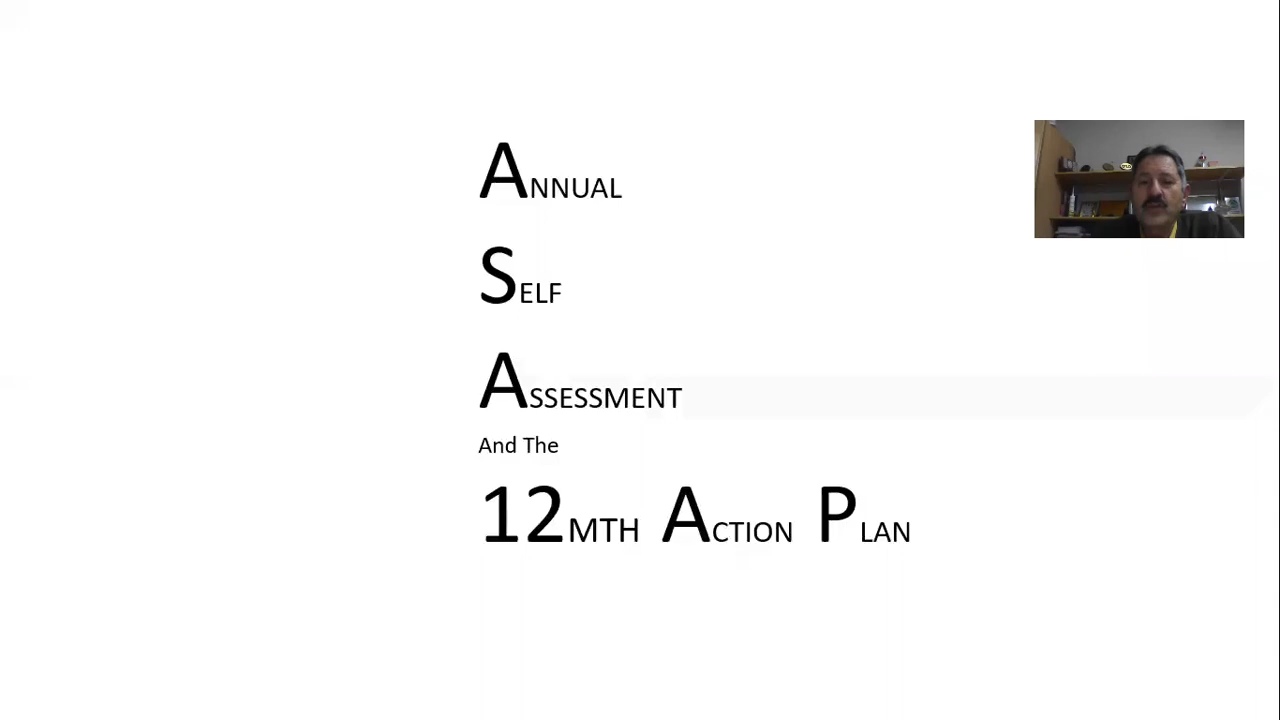 ANNUAL
SELF
ASSESSMENT
And The
12MTH ACTION PLAN